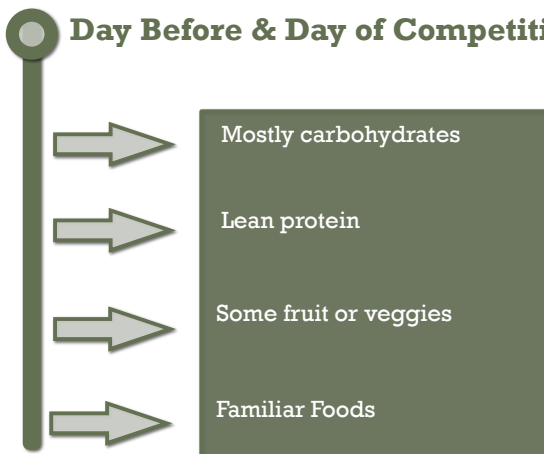 Day Before & Day of Competiti
Mostly carbohydrates
Lean protein
Some fruit or veggies
Familiar Foods